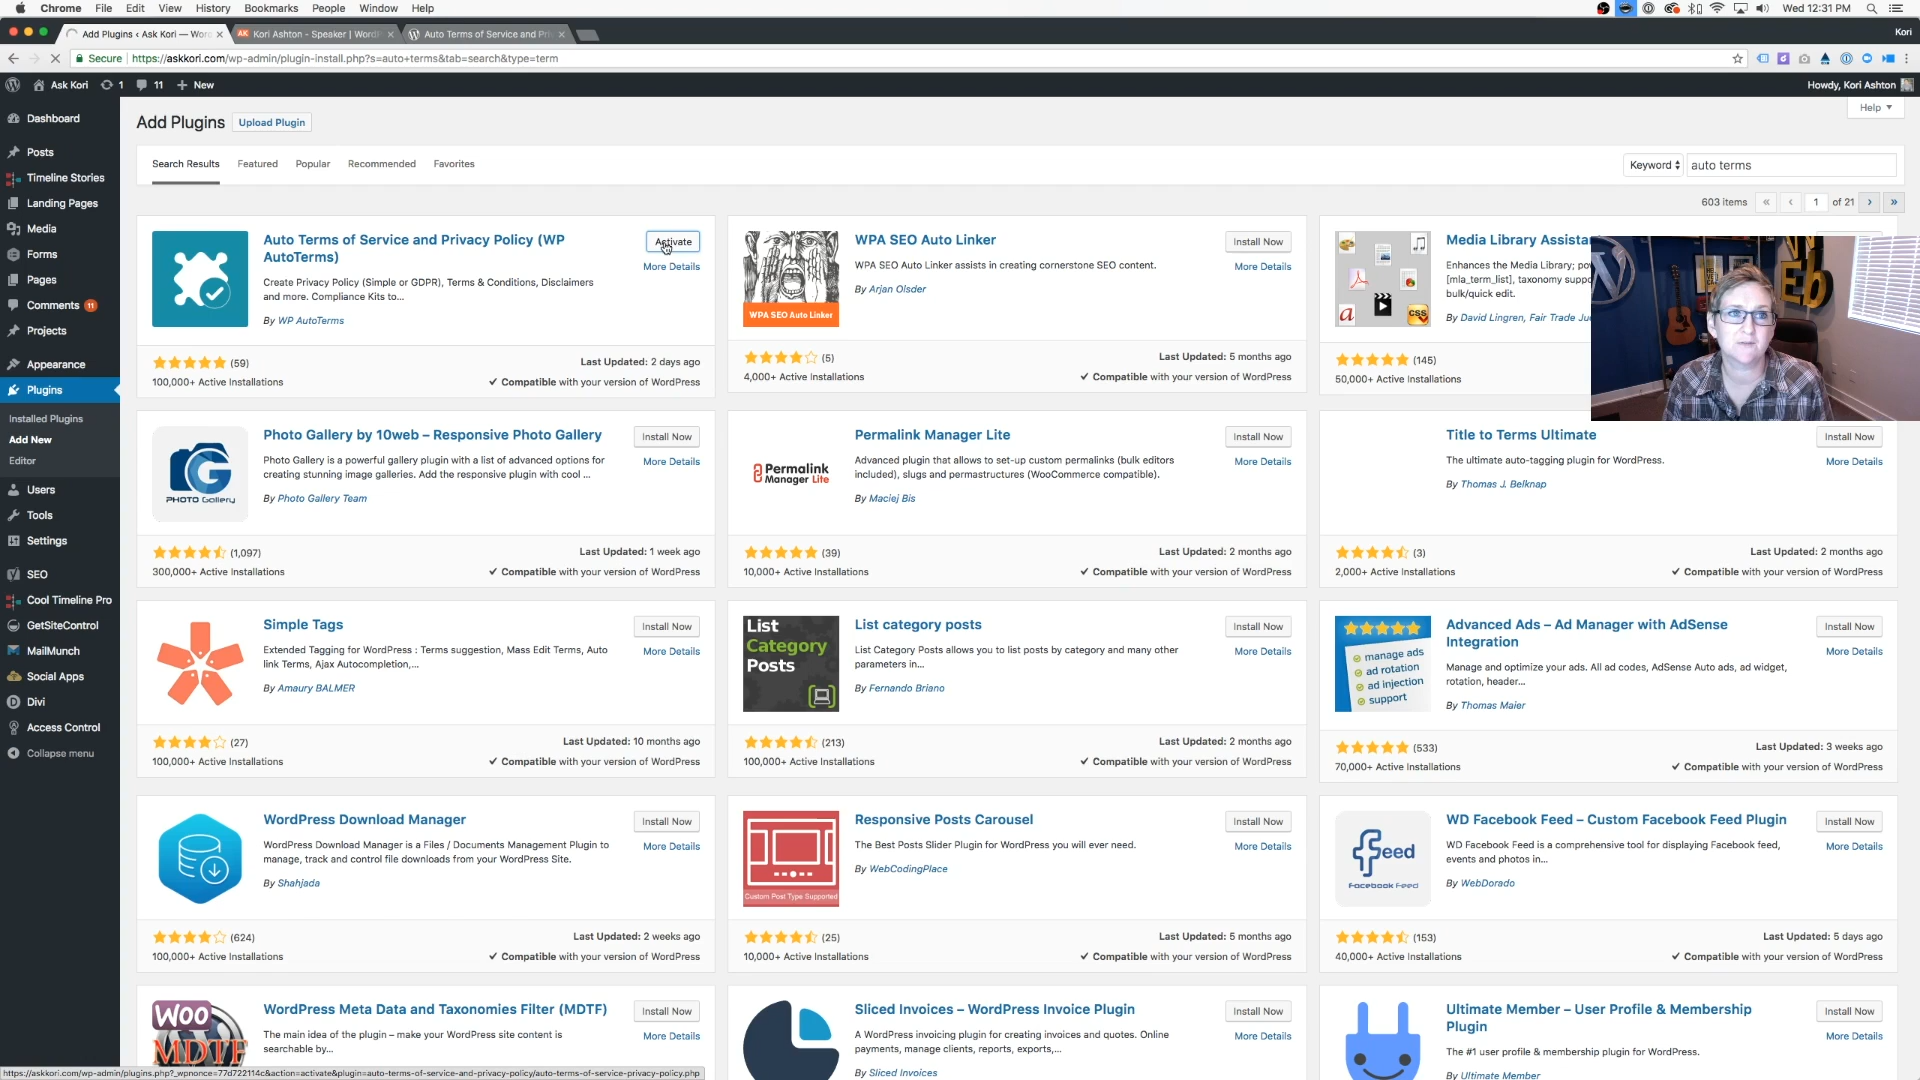 Chrome File Edit View History Bookmarks People Window Help Wed 12:31 PM
Add Plugins ‹ Ask Kori — Wor Kori Ashton - Speaker | WordP Auto Terms of Service and Pri Kori
Secure https://askkori.com/wp-admin/plugin-install.php?s=auto+terms&tab=search&type=term
Ask Kori 1 11 New Howdy, Kori Ashton
Help
Dashboard
Posts
Timeline Stories
Landing Pages
Media
Forms
Pages
Comments 11
Projects
Appearance
Plugins
Installed Plugins
Add New
Editor
Users
Tools
Settings
SEO
Cool Timeline Pro
GetSiteControl
MailMunch
Social Apps
Divi
Access Control
Collapse menu
Add Plugins Upload Plugin
Search Results Featured Popular Recommended Favorites Keyword auto terms
603 items « ‹ 1 of 21 › »
Auto Terms of Service and Privacy Policy (WP
AutoTerms)
Activate
More Details
Create Privacy Policy (Simple or GDPR), Terms & Conditions, Disclaimers
and more. Compliance Kits to...
By WP AutoTerms
(59) Last Updated: 2 days ago
100,000+ Active Installations Compatible with your version of WordPress
WPA SEO Auto Linker
WPA SEO Auto Linker
Install Now
More Details
WPA SEO Auto Linker assists in creating cornerstone SEO content.
By Arjan Olsder
(5) Last Updated: 5 months ago
4,000+ Active Installations Compatible with your version of WordPress
a CSS
Media Library Assista
Enhances the Media Library; po
[mla_term_list], taxonomy suppo
bulk/quick edit.
By David Lingren, Fair Trade Ju
(145)
50,000+ Active Installations
PHOTO Gallery
Photo Gallery by 10web – Responsive Photo Gallery
Install Now
More Details
Photo Gallery is a powerful gallery plugin with a list of advanced options for
creating stunning image galleries. Add the responsive plugin with cool ...
By Photo Gallery Team
(1,097) Last Updated: 1 week ago
300,000+ Active Installations Compatible with your version of WordPress
Permalink
Manager Lite
Permalink Manager Lite
Install Now
More Details
Advanced plugin that allows to set-up custom permalinks (bulk editors
included), slugs and permastructures (WooCommerce compatible).
By Maciej Bis
(39) Last Updated: 2 months ago
10,000+ Active Installations Compatible with your version of WordPress
Title to Terms Ultimate
Install Now
More Details
The ultimate auto-tagging plugin for WordPress.
By Thomas J. Belknap
(3) Last Updated: 2 months ago
2,000+ Active Installations Compatible with your version of WordPress
Simple Tags
Install Now
More Details
Extended Tagging for WordPress : Terms suggestion, Mass Edit Terms, Auto
link Terms, Ajax Autocompletion,...
By Amaury BALMER
(27) Last Updated: 10 months ago
100,000+ Active Installations Compatible with your version of WordPress
List
Category
Posts
List category posts
Install Now
More Details
List Category Posts allows you to list posts by category and many other
parameters in...
By Fernando Briano
(213) Last Updated: 2 months ago
100,000+ Active Installations Compatible with your version of WordPress
manage ads
ad rotation
ad injection
support
Advanced Ads – Ad Manager with AdSense
Integration
Install Now
More Details
Manage and optimize your ads. All ad codes, AdSense Auto ads, ad widget,
rotation, header...
By Thomas Maier
(533) Last Updated: 3 weeks ago
70,000+ Active Installations Compatible with your version of WordPress
WordPress Download Manager
Install Now
More Details
WordPress Download Manager is a Files / Documents Management Plugin to
manage, track and control file downloads from your WordPress Site.
By Shahjada
(624) Last Updated: 2 weeks ago
100,000+ Active Installations Compatible with your version of WordPress
Custom Post Type Supported
Responsive Posts Carousel
Install Now
More Details
The Best Posts Slider Plugin for WordPress you will ever need.
By WebCodingPlace
(25) Last Updated: 5 months ago
10,000+ Active Installations Compatible with your version of WordPress
feed
Facebook Feed
WD Facebook Feed – Custom Facebook Feed Plugin
Install Now
More Details
WD Facebook Feed is a comprehensive tool for displaying Facebook feed,
events and photos in...
By WebDorado
(153) Last Updated: 5 days ago
40,000+ Active Installations Compatible with your version of WordPress
Woo
MDTF
WordPress Meta Data and Taxonomies Filter (MDTF)
Install Now
More Details
The main idea of the plugin – make your WordPress site content is
searchable by...
Sliced Invoices – WordPress Invoice Plugin
Install Now
More Details
A WordPress invoicing plugin for creating invoices and quotes. Online
payments, manage clients, reports, exports,...
By Sliced Invoices
Ultimate Member – User Profile & Membership
Plugin
Install Now
More Details
The #1 user profile & membership plugin for WordPress.
By Ultimate Member
https://askkori.com/wp-admin/plugins.php?_wpnonce=77d722114c&action=activate&plugin=auto-terms-of-service-and-privacy-policy/auto-terms-of-service-privacy-policy.php